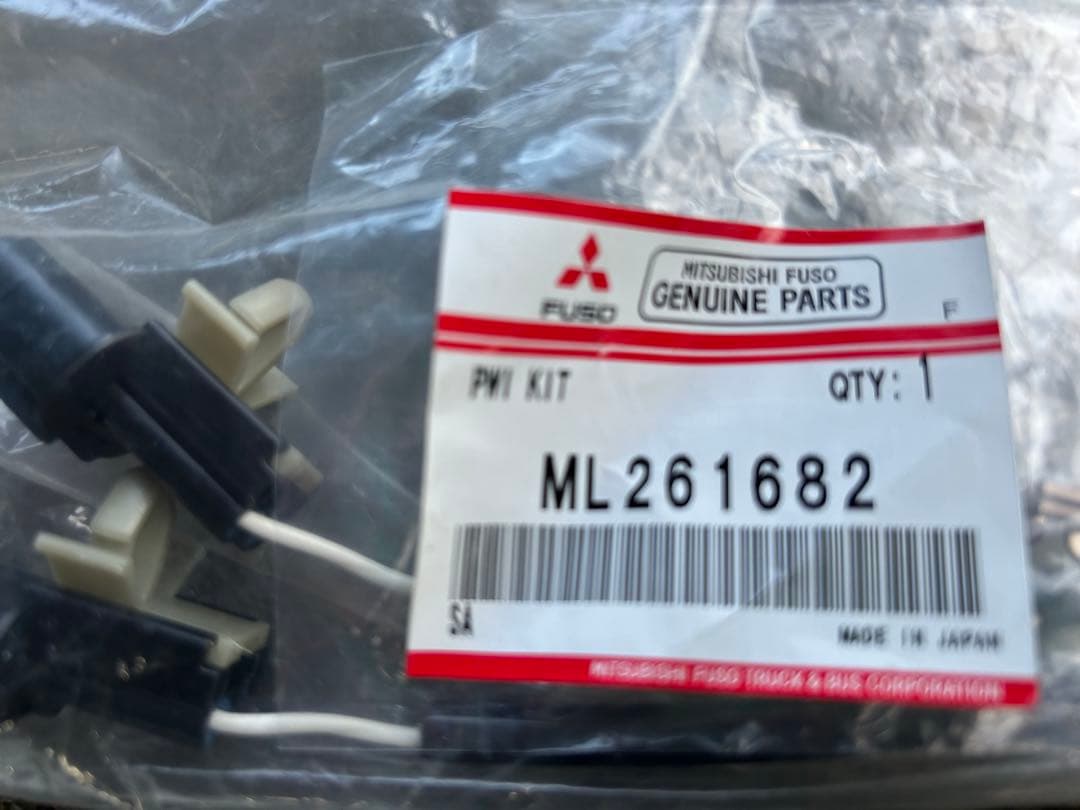 FUSO
MITSUBISHI FUSO
GENUINE PARTS
F
PWI KIT
QTY: 1
ML261682
SA
MADE IN JAPAN
MITSUBISHI FUSO TRUCK & BUS CORPORATION